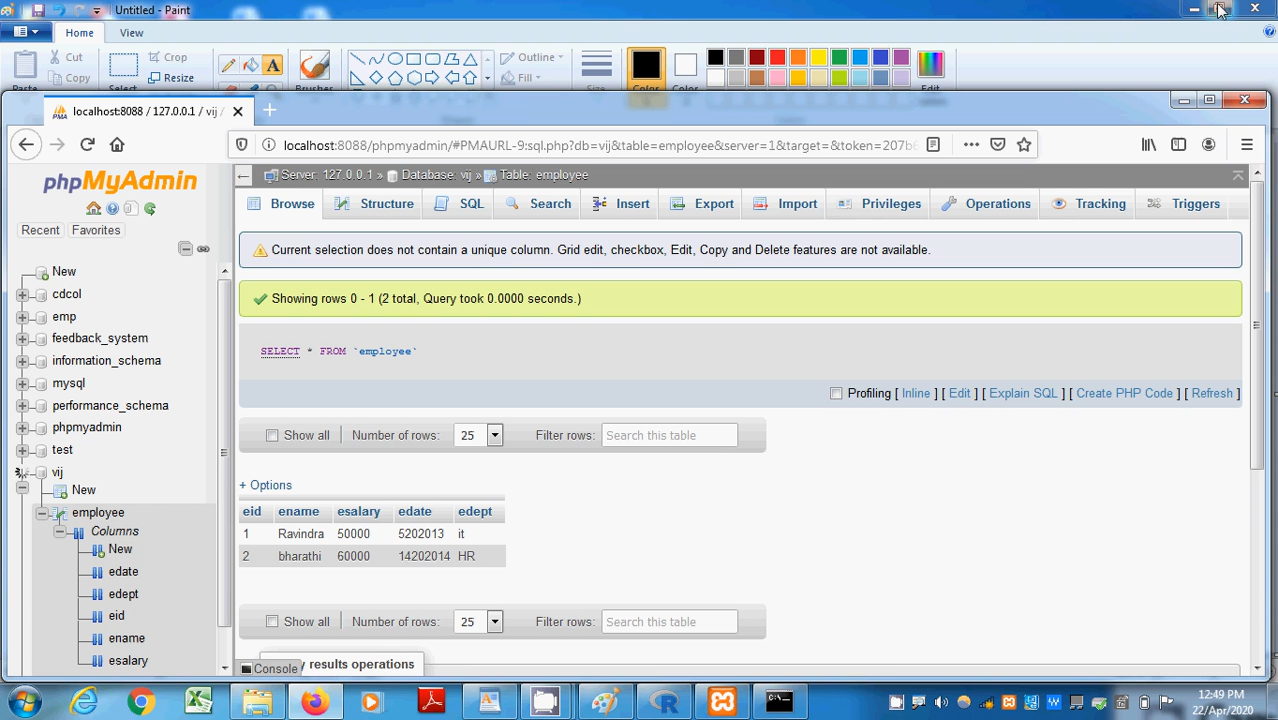 Untitled - Paint
Home View
Cut
Copy
Paste
Crop
Resize
Select
Brushes
Outline
Fill
Size
Color
Color
Edit
localhost:8088 / 127.0.0.1 / vij /
localhost:8088/phpmyadmin/#PMAURL-9:sql.php?db=vij&table=employee&server=1&target=&token=207b6
phpMyAdmin
Recent Favorites
New
cdcol
emp
feedback_system
information_schema
mysql
performance_schema
phpmyadmin
test
vij
New
employee
Columns
New
edate
edept
eid
ename
esalary
Server: 127.0.0.1 » Database: vij » Table: employee
Browse Structure SQL Search Insert Export Import Privileges Operations Tracking Triggers
Current selection does not contain a unique column. Grid edit, checkbox, Edit, Copy and Delete features are not available.
Showing rows 0 - 1 (2 total, Query took 0.0000 seconds.)
SELECT * FROM `employee`
Profiling [ Inline ] [ Edit ] [ Explain SQL ] [ Create PHP Code ] [ Refresh ]
Show all Number of rows: 25 Filter rows: Search this table
+ Options
eid ename esalary edate edept
1 Ravindra 50000 5202013 it
2 bharathi 60000 14202014 HR
Show all Number of rows: 25 Filter rows: Search this table
Console
y results operations
12:49 PM
22/Apr/2020